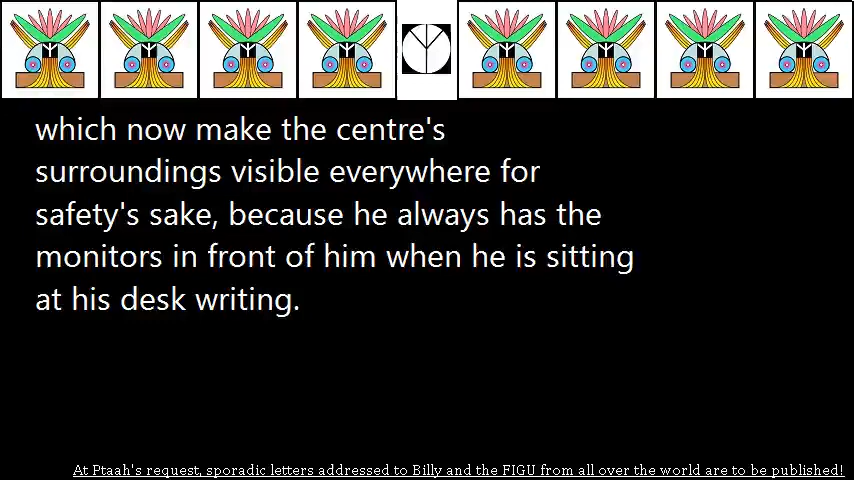 which now make the centre's
surroundings visible everywhere for
safety's sake, because he always has the
monitors in front of him when he is sitting
at his desk writing.
At Ptaah's request, sporadic letters addressed to Billy and the FIGU from all over the world are to be published!